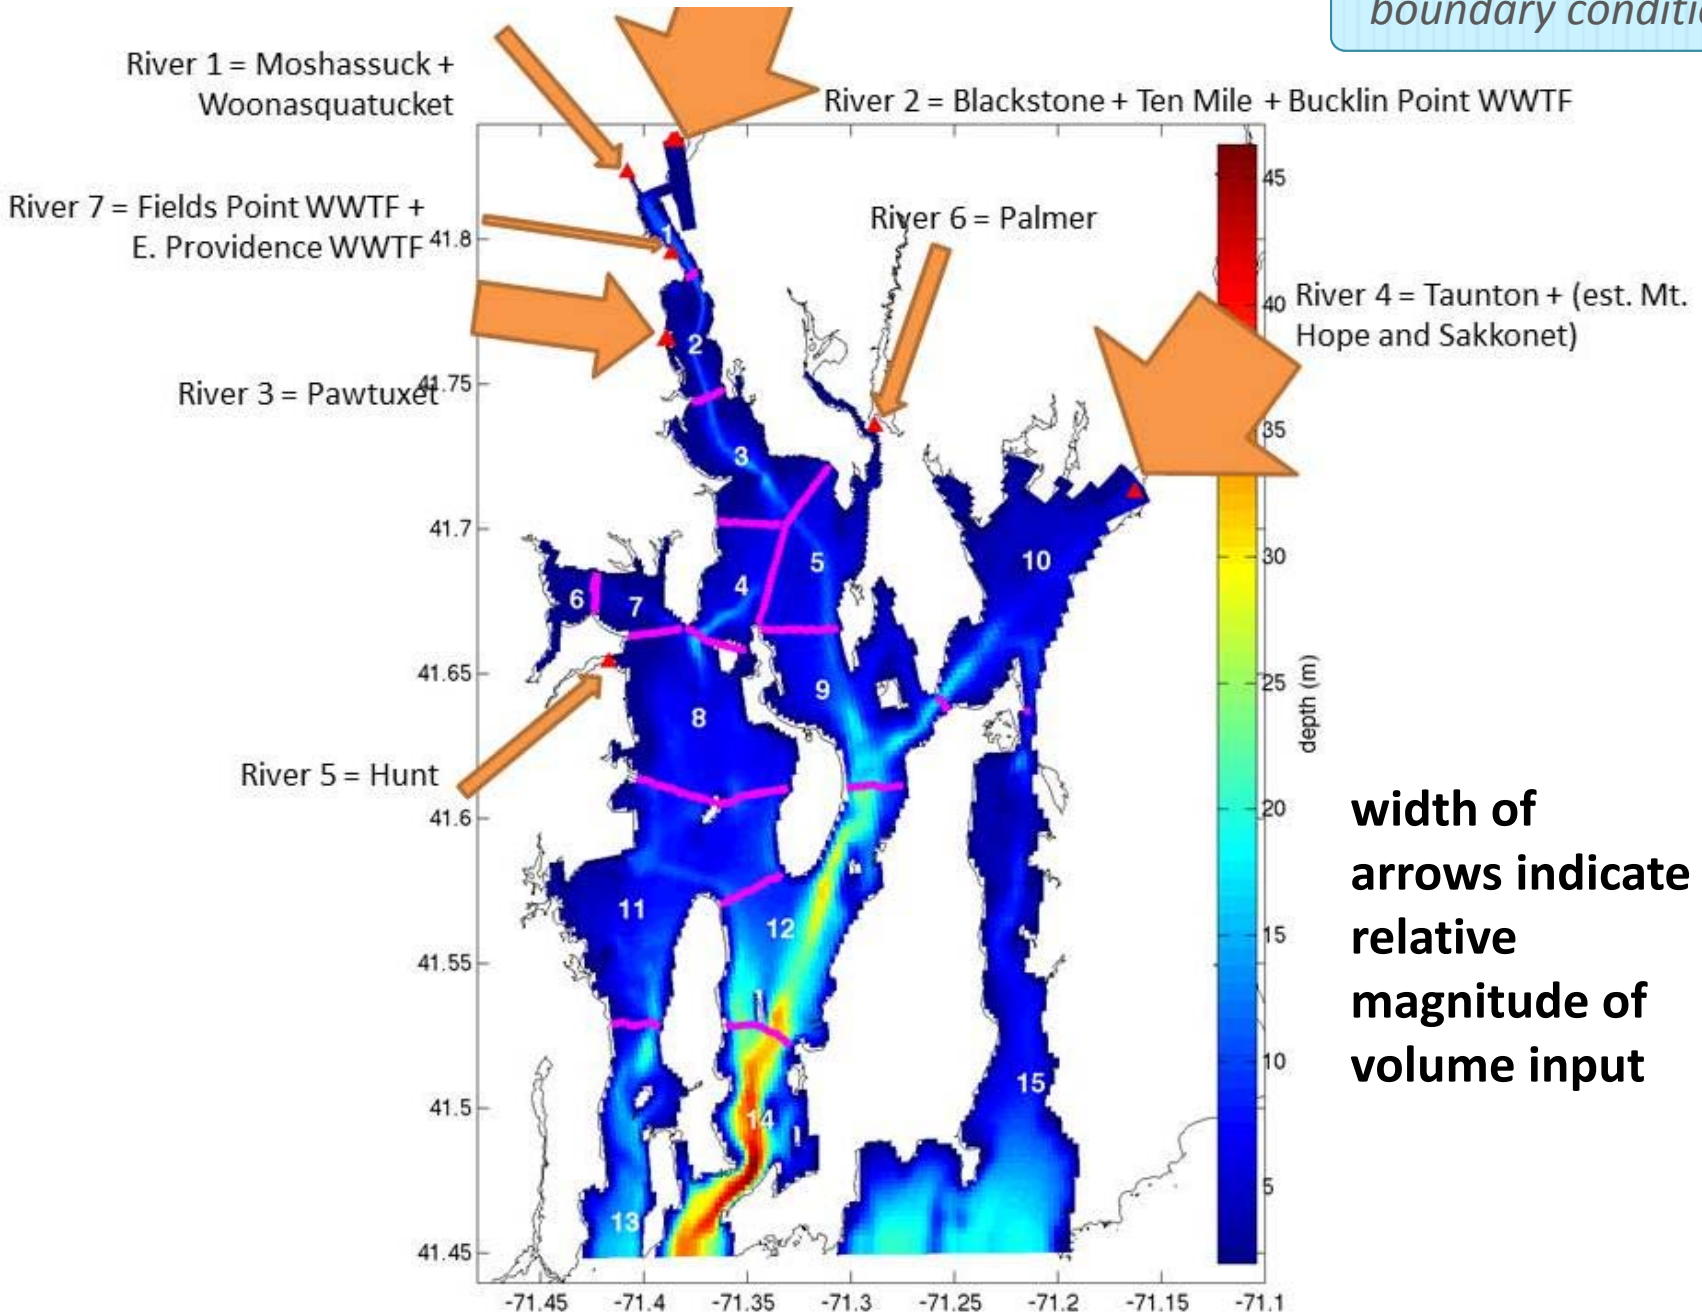 boundary conditio
River 1 = Moshassuck +
Woonasquatucket
River 2 = Blackstone + Ten Mile + Bucklin Point WWTF
River 7 = Fields Point WWTF +
E. Providence WWTF
River 6 = Palmer
River 4 = Taunton + (est. Mt.
Hope and Sakkonet)
River 3 = Pawtuxet
River 5 = Hunt
width of
arrows indicate
relative
magnitude of
volume input
41.8
41.75
41.7
41.65
41.6
41.55
41.5
41.45
-71.45
-71.4
-71.35
-71.3
-71.25
-71.2
-71.15
-71.1
45
40
35
30
25
20
15
10
5
depth (m)
1
2
3
4
5
6
7
8
9
10
11
12
13
14
15